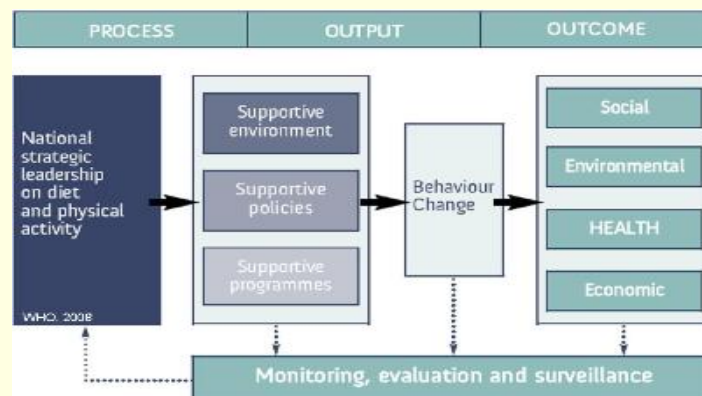 PROCESS
OUTPUT
OUTCOME
National
strategic
leadership
on diet
and physical
activity
WHO, 2008
Supportive
environment
Supportive
policies
Supportive
programmes
Behaviour
Change
Social
Environmental
HEALTH
Economic
Monitoring, evaluation and surveillance